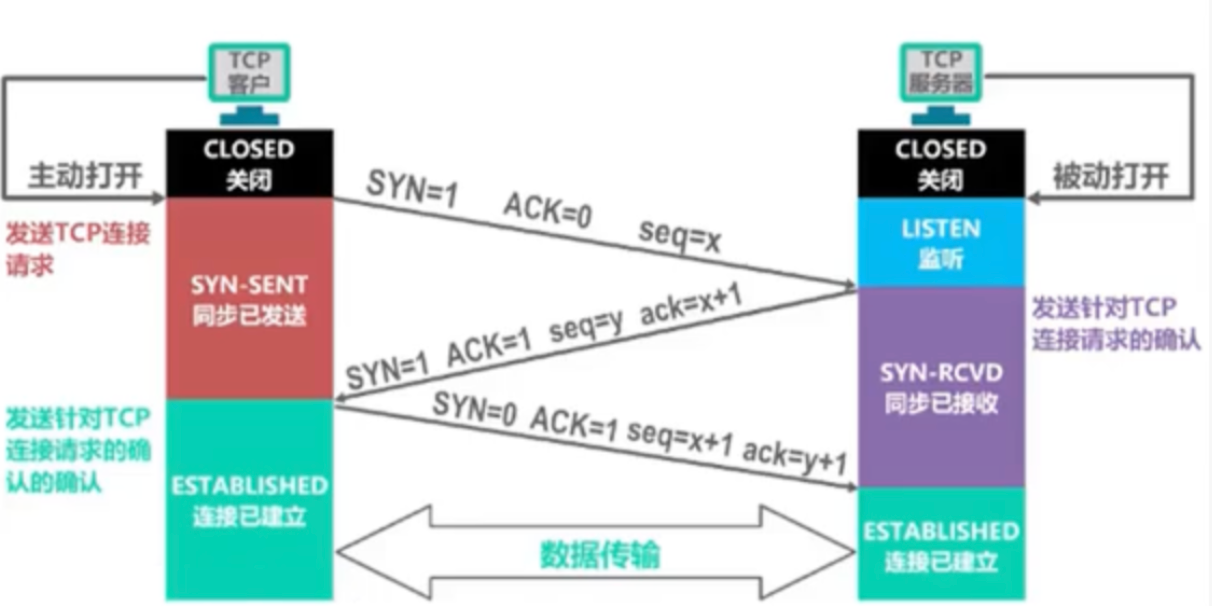 TCP
客户
TCP
服务器
CLOSED
关闭
CLOSED
关闭
主动打开
被动打开
SYN=1 ACK=0 seq=x
发送TCP连接
请求
LISTEN
监听
SYN-SENT
同步已发送
SYN=1 ACK=1 seq=y ack=x+1
发送针对TCP
连接请求的确认
SYN-RCVD
同步已接收
SYN=0 ACK=1 seq=x+1 ack=y+1
发送针对TCP
连接请求的确
认的确认
ESTABLISHED
连接已建立
数据传输
ESTABLISHED
连接已建立